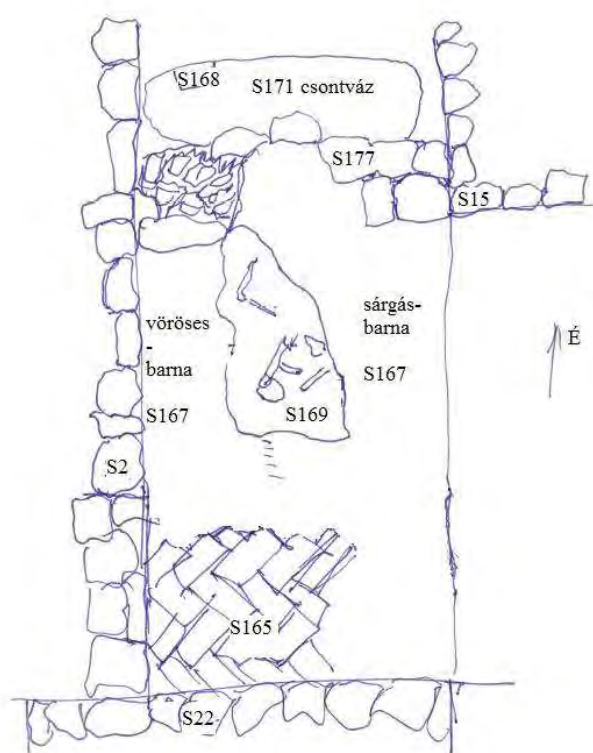 S168
S171 csontváz
S177
S15
vöröses
-
barna
S167
sárgás-
barna
S167
É
S169
S2
S165
S22